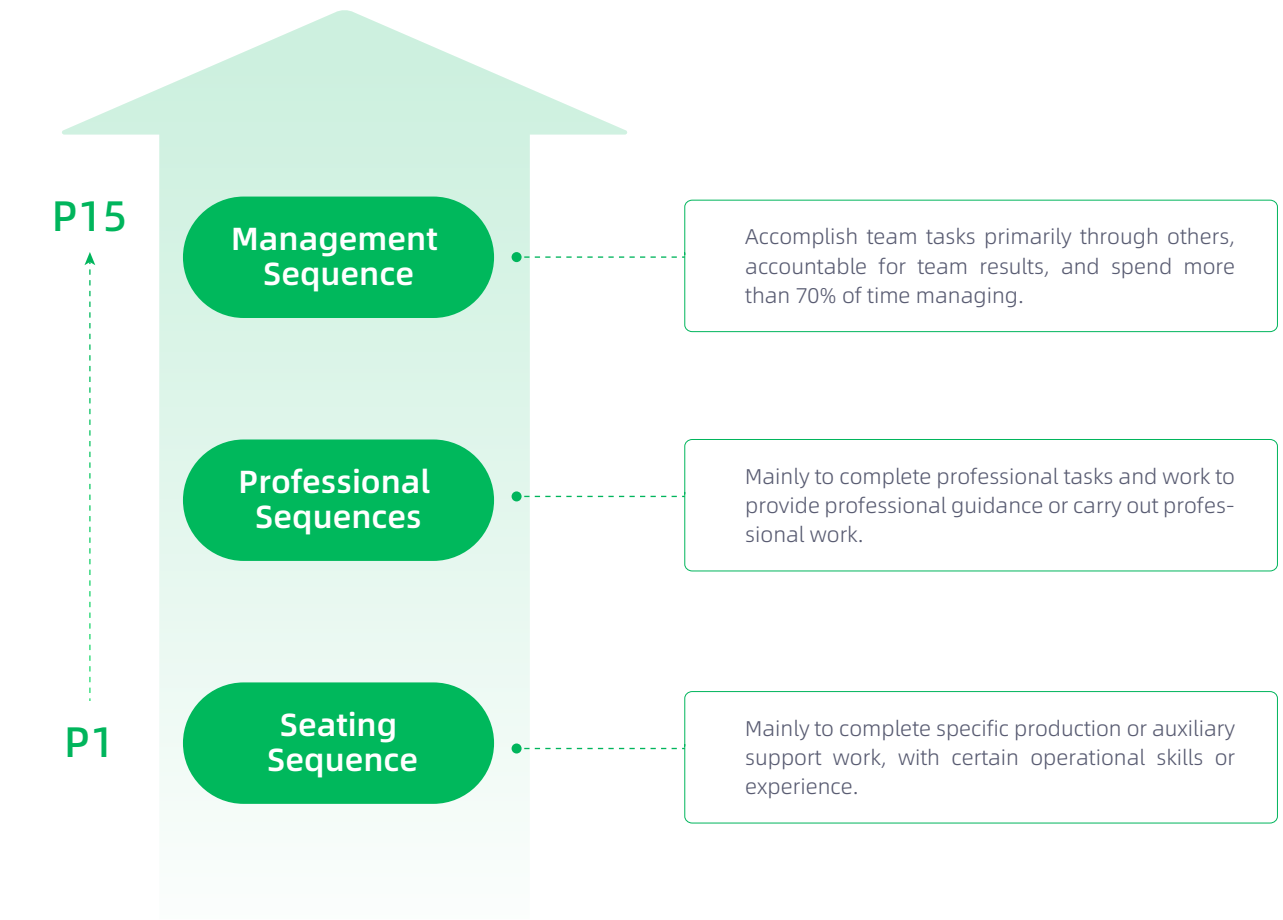 P15
Management
Sequence
Accomplish team tasks primarily through others,
accountable for team results, and spend more
than 70% of time managing.
Professional
Sequences
Mainly to complete professional tasks and work to
provide professional guidance or carry out profes-
sional work.
P1
Seating
Sequence
Mainly to complete specific production or auxiliary
support work, with certain operational skills or
experience.